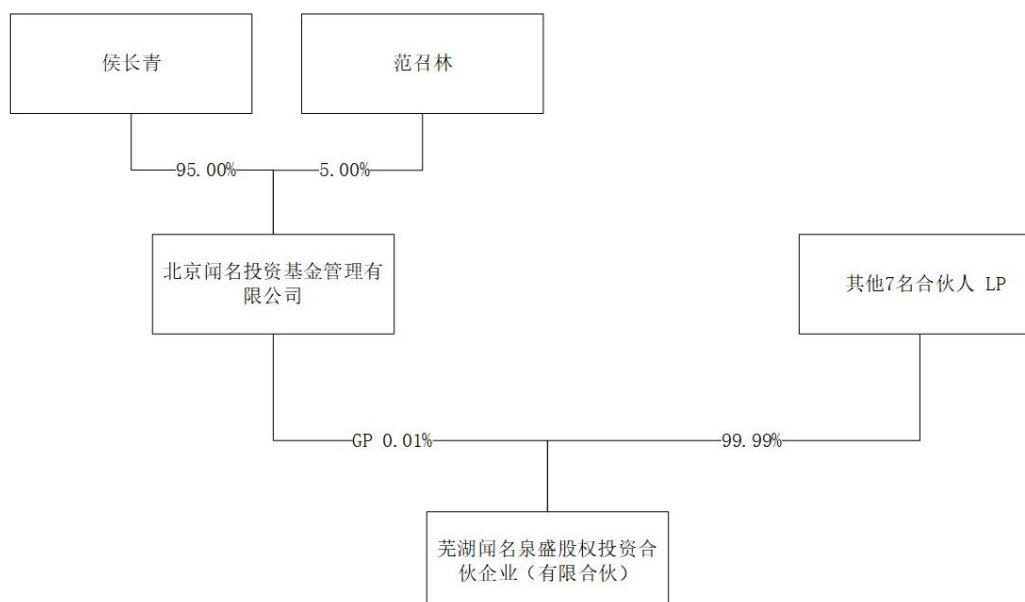 侯长青
范召林
95.00%
5.00%
北京闻名投资基金管理有
限公司
其他7名合伙人 LP
GP 0.01%
99.99%
芜湖闻名泉盛股权投资合
伙企业（有限合伙）